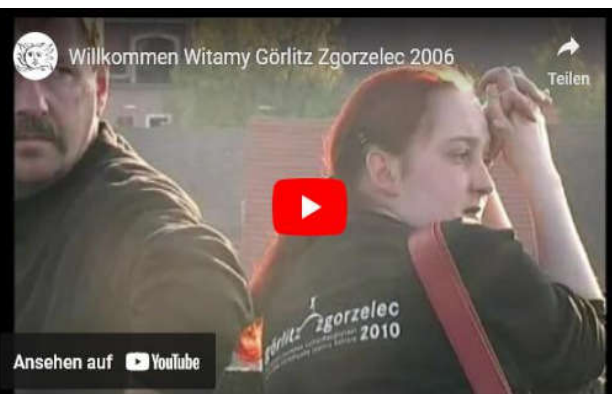 Willkommen Witamy Görlitz Zgorzelec 2006
Teilen
görlitz zgorzelec
2010
Ansehen auf YouTube